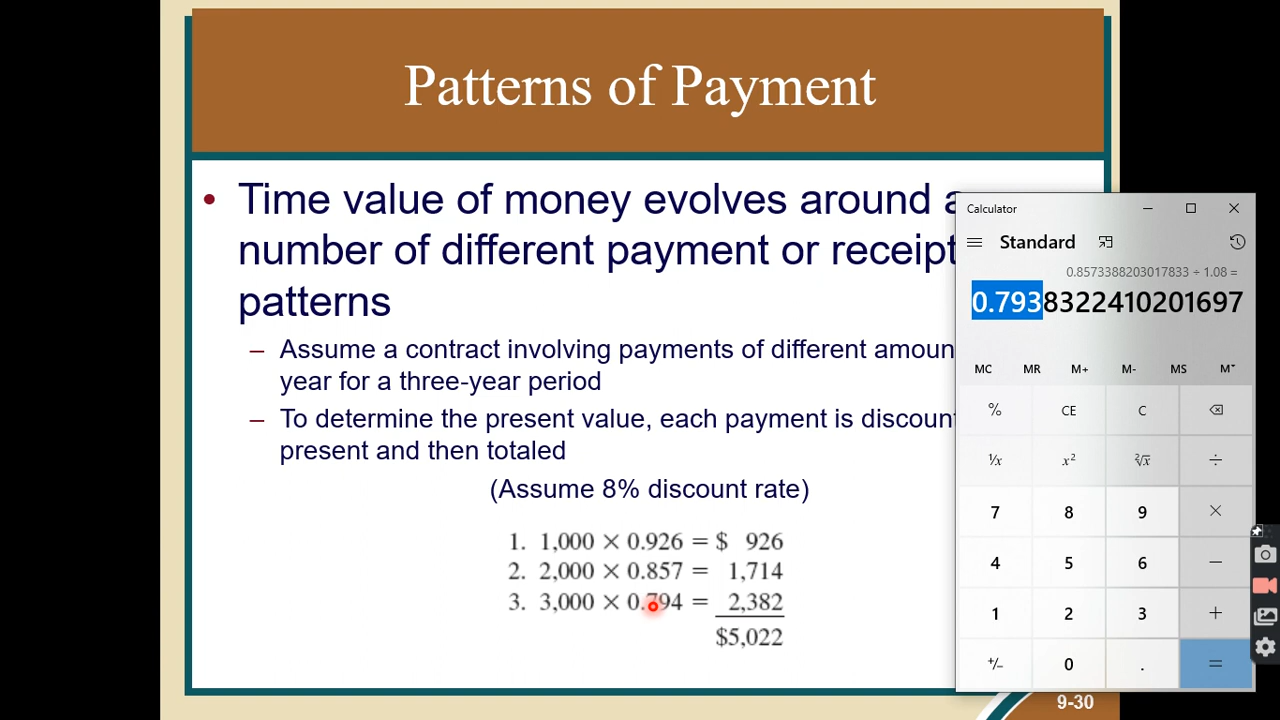 Patterns of Payment
• Time value of money evolves around a
number of different payment or receipt
patterns
– Assume a contract involving payments of different amoun
year for a three-year period
– To determine the present value, each payment is discount
present and then totaled
(Assume 8% discount rate)
1. 1,000 × 0.926 = $ 926
2. 2,000 × 0.857 = 1,714
3. 3,000 × 0.794 = 2,382
$5,022
9-30
Calculator
Standard
0.8573388203017833 ÷ 1.08 =
0.7938322410201697
MC MR M+ M- MS M˅
% CE C
¹/x x² ²√x ÷
7 8 9 ×
4 5 6 −
1 2 3 +
+/− 0 . =